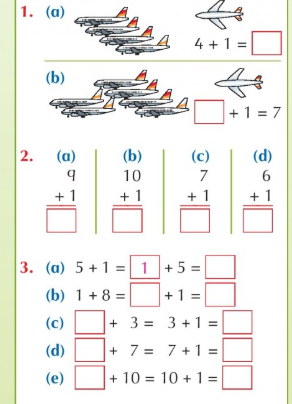 1. (a)
4 + 1 =
(b)
+ 1 = 7
2. (a) (b) (c) (d)
9 10 7 6
+ 1 + 1 + 1 + 1
3. (a) 5 + 1 = 1 + 5 =
(b) 1 + 8 = + 1 =
(c) + 3 = 3 + 1 =
(d) + 7 = 7 + 1 =
(e) + 10 = 10 + 1 =